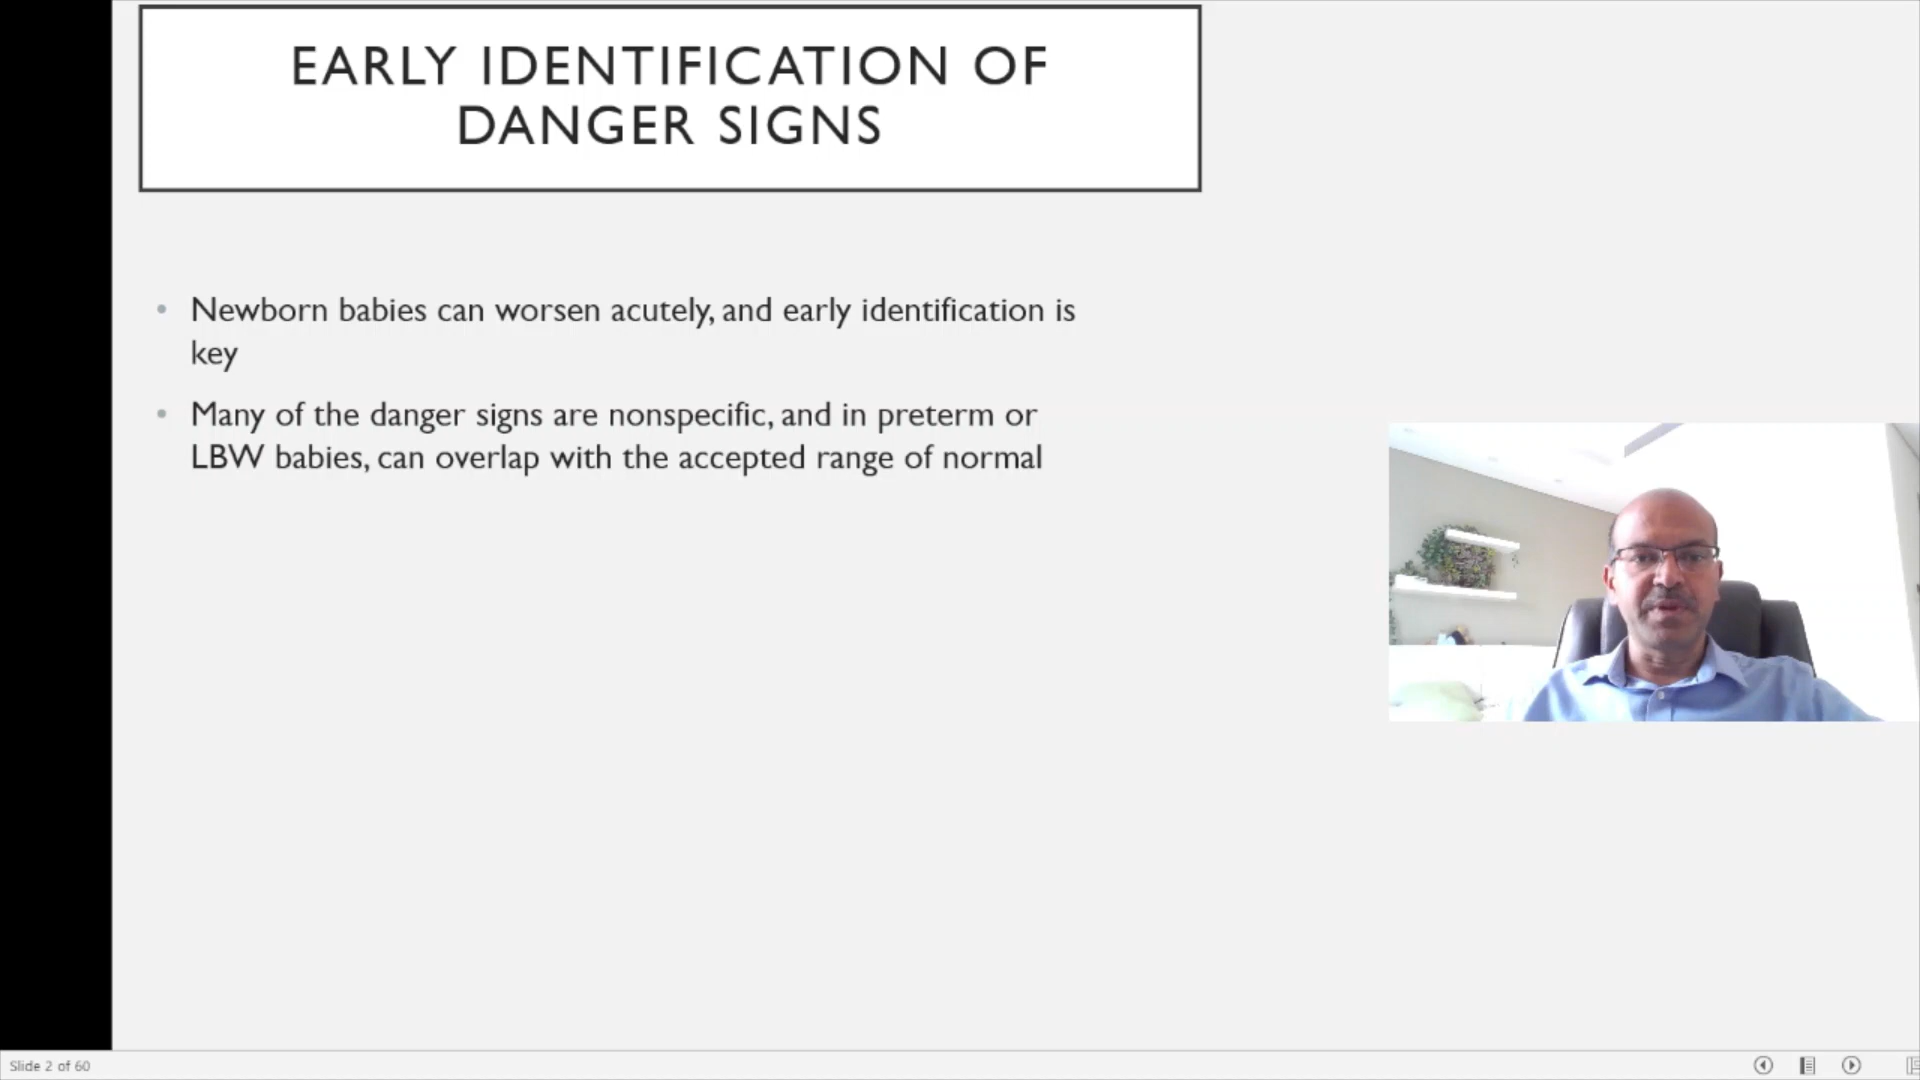 EARLY IDENTIFICATION OF
DANGER SIGNS
• Newborn babies can worsen acutely, and early identification is
key
• Many of the danger signs are nonspecific, and in preterm or
LBW babies, can overlap with the accepted range of normal
Slide 2 of 60